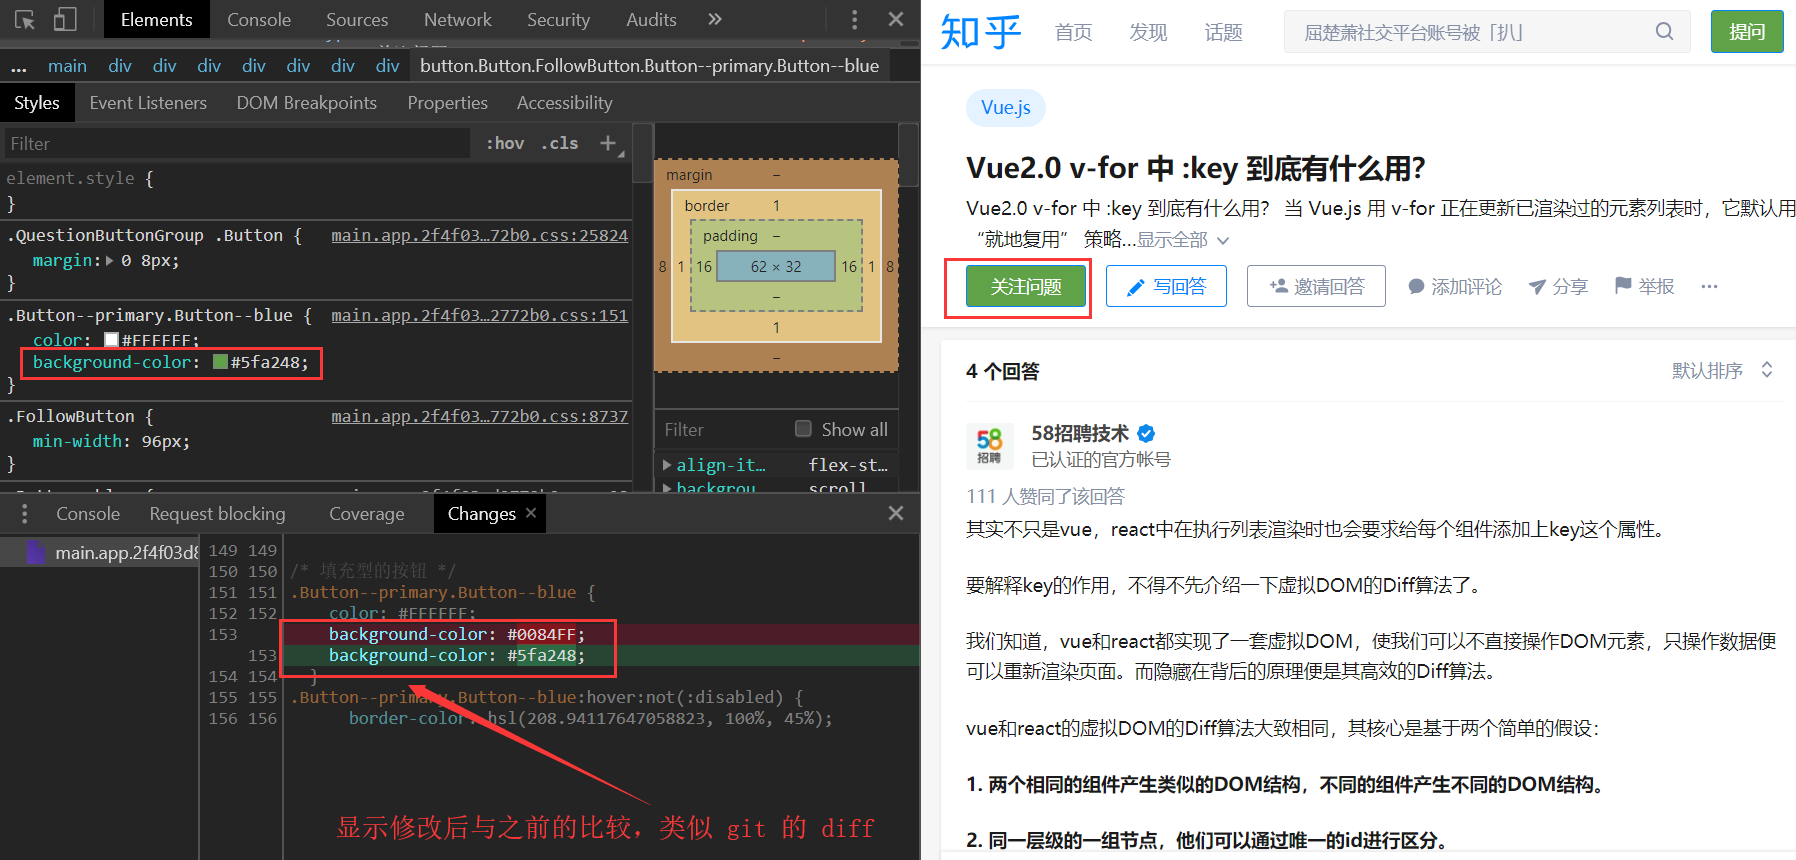 Elements Console Sources Network Security Audits »
... main div div div div div div div button.Button.FollowButton.Button--primary.Button--blue
Styles Event Listeners DOM Breakpoints Properties Accessibility
Filter :hov .cls +
element.style {
}
.QuestionButtonGroup .Button { main.app.2f4f03…72b0.css:25824
margin: 0 8px;
}
.Button--primary.Button--blue { main.app.2f4f03…2772b0.css:151
color: #FFFFFF;
background-color: #5fa248;
}
.FollowButton { main.app.2f4f03…772b0.css:8737
min-width: 96px;
}
margin –
border 1
padding –
8 1 16 62 × 32 16 1 8
–
1
–
Filter Show all
align-it… flex-st…
backgrou scroll
Console Request blocking Coverage Changes ×
main.app.2f4f03d8
149 149
150 150 /* 填充型的按钮 */
151 151 .Button--primary.Button--blue {
152 152 color: #FFFFFF;
153 background-color: #0084FF;
153 background-color: #5fa248;
154 154 }
155 155 .Button--primary.Button--blue:hover:not(:disabled) {
156 156 border-color: hsl(208.94117647058823, 100%, 45%);
显示修改后与之前的比较，类似 git 的 diff
知乎 首页 发现 话题 屈楚萧社交平台账号被「扒」 提问
Vue.js
Vue2.0 v-for 中 :key 到底有什么用？
Vue2.0 v-for 中 :key 到底有什么用？ 当 Vue.js 用 v-for 正在更新已渲染过的元素列表时，它默认用
“就地复用” 策略...显示全部
关注问题 写回答 邀请回答 添加评论 分享 举报 ···
4 个回答 默认排序
58招聘 58招聘技术
已认证的官方帐号
111 人赞同了该回答
其实不只是vue，react中在执行列表渲染时也会要求给每个组件添加上key这个属性。
要解释key的作用，不得不先介绍一下虚拟DOM的Diff算法了。
我们知道，vue和react都实现了一套虚拟DOM，使我们可以不直接操作DOM元素，只操作数据便
可以重新渲染页面。而隐藏在背后的原理便是其高效的Diff算法。
vue和react的虚拟DOM的Diff算法大致相同，其核心是基于两个简单的假设：
1. 两个相同的组件产生类似的DOM结构，不同的组件产生不同的DOM结构。
2. 同一层级的一组节点，他们可以通过唯一的id进行区分。